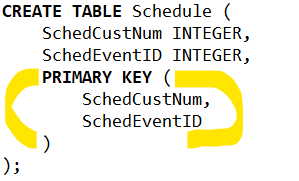 CREATE TABLE Schedule (
    SchedCustNum INTEGER,
    SchedEventID INTEGER,
    PRIMARY KEY (
        SchedCustNum,
        SchedEventID
    )
);